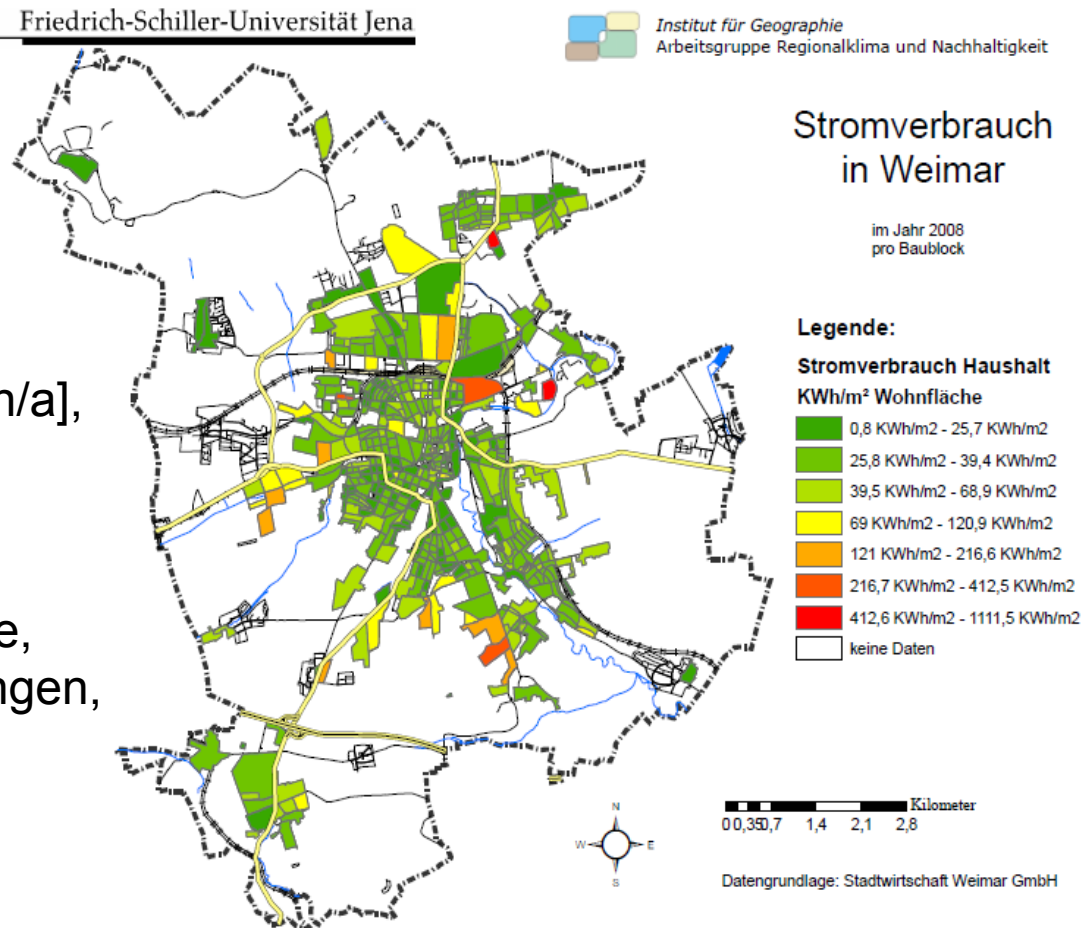 Friedrich-Schiller-Universität Jena
Institut für Geographie
Arbeitsgruppe Regionalklima und Nachhaltigkeit
Stromverbrauch
in Weimar
im Jahr 2008
pro Baublock
n/a],
e,
ngen,
Legende:
Stromverbrauch Haushalt
KWh/m² Wohnfläche
0,8 KWh/m2 - 25,7 KWh/m2
25,8 KWh/m2 - 39,4 KWh/m2
39,5 KWh/m2 - 68,9 KWh/m2
69 KWh/m2 - 120,9 KWh/m2
121 KWh/m2 - 216,6 KWh/m2
216,7 KWh/m2 - 412,5 KWh/m2
412,6 KWh/m2 - 1111,5 KWh/m2
keine Daten
N
W E
S
Kilometer
0 0,35 0,7 1,4 2,1 2,8
Datengrundlage: Stadtwirtschaft Weimar GmbH